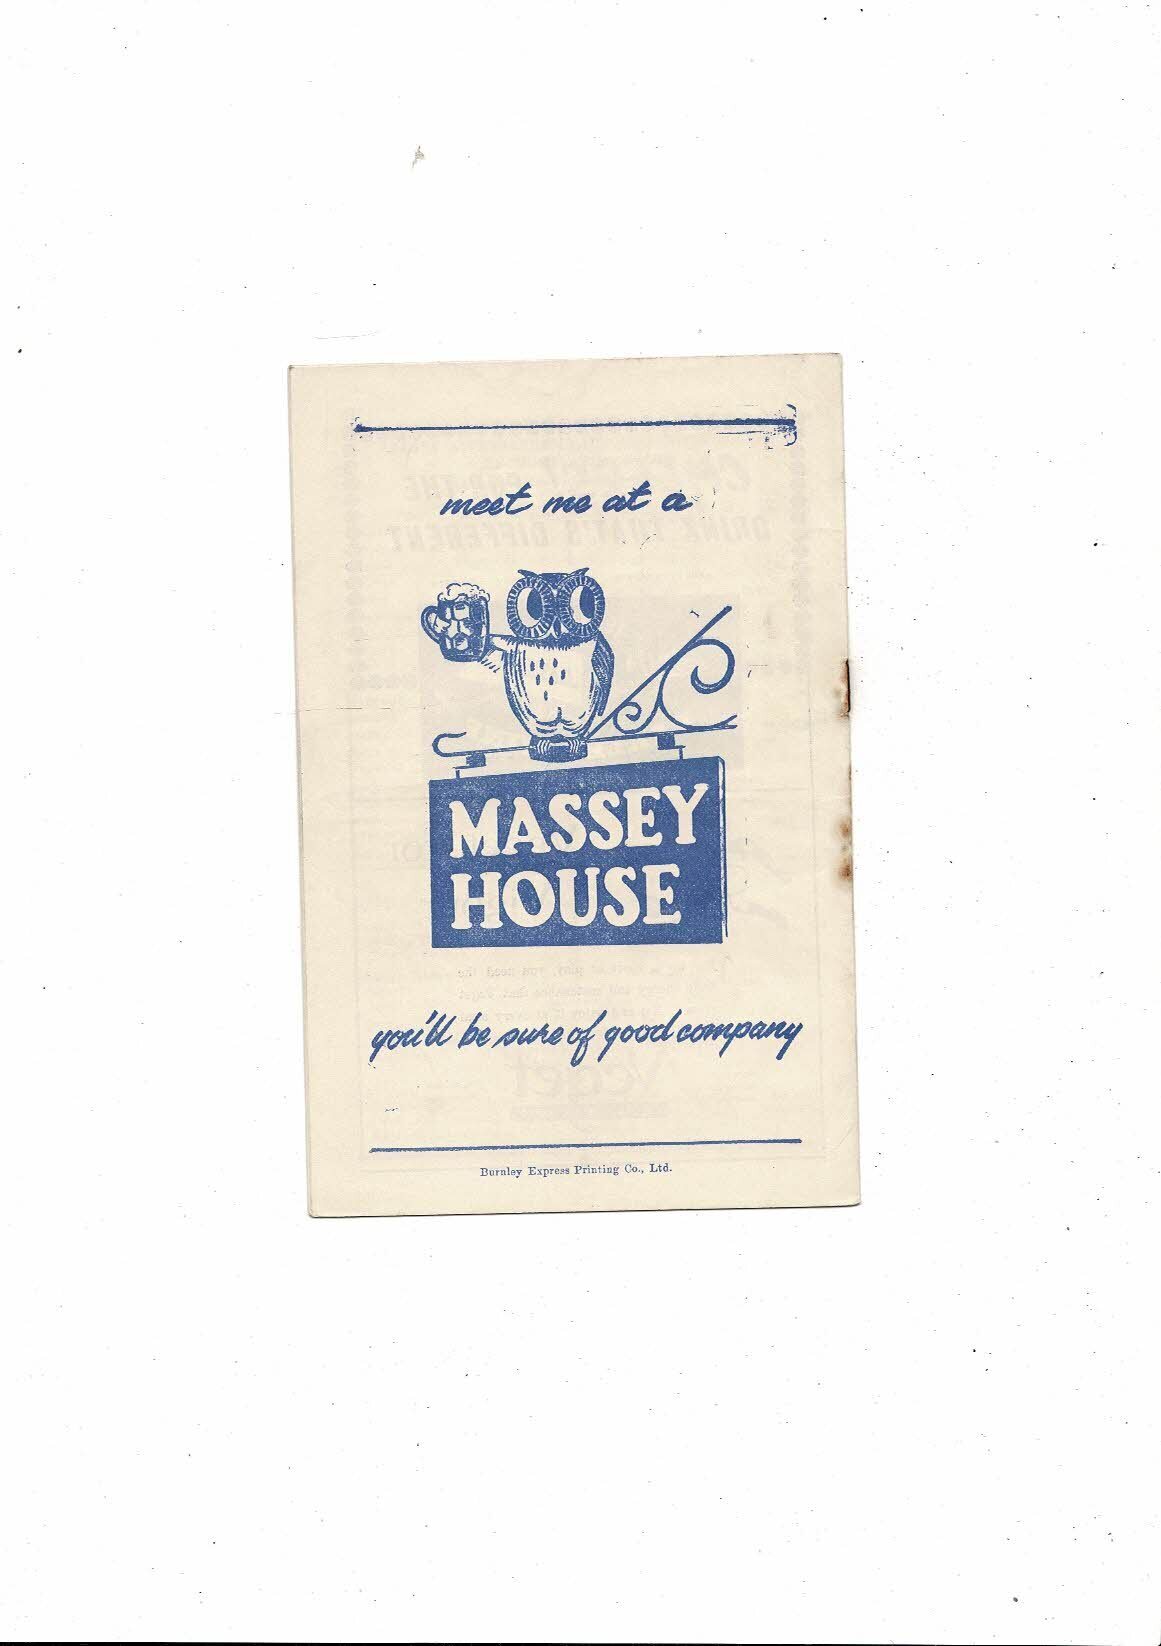 meet me at a
MASSEY
HOUSE
you'll be sure of good company
Burnley Express Printing Co., Ltd.